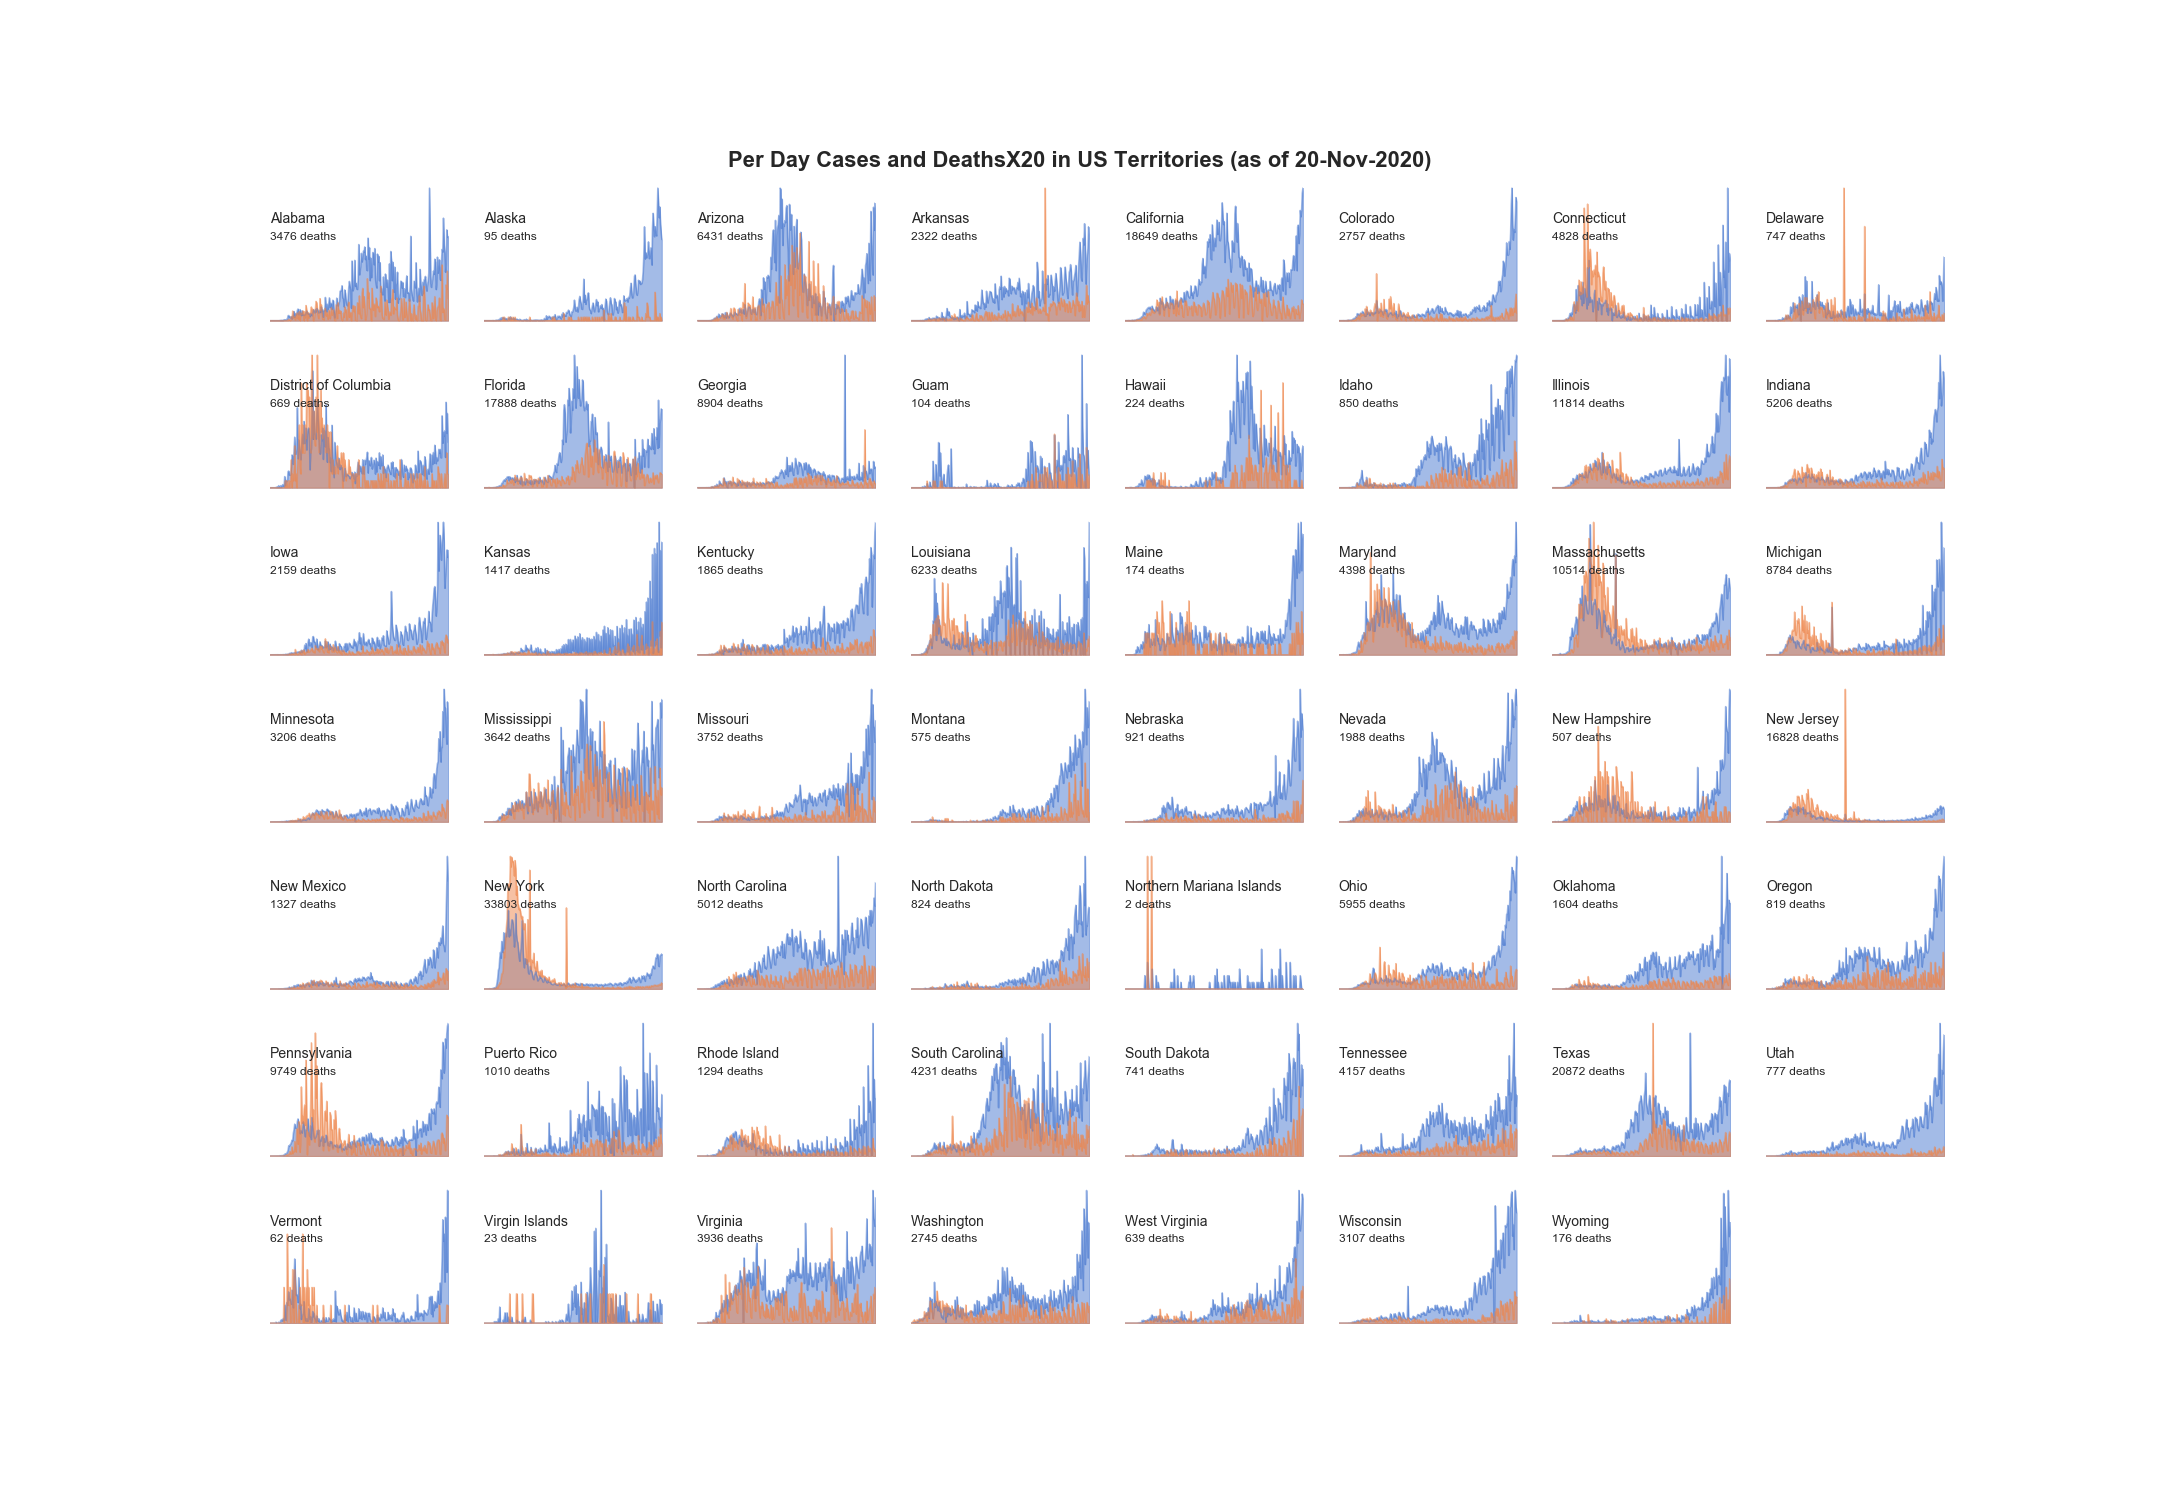 Per Day Cases and DeathsX20 in US Territories (as of 20-Nov-2020)
Alabama
3476 deaths
Alaska
95 deaths
Arizona
6431 deaths
Arkansas
2322 deaths
California
18649 deaths
Colorado
2757 deaths
Connecticut
4828 deaths
Delaware
747 deaths
District of Columbia
669 deaths
Florida
17888 deaths
Georgia
8904 deaths
Guam
104 deaths
Hawaii
224 deaths
Idaho
850 deaths
Illinois
11814 deaths
Indiana
5206 deaths
Iowa
2159 deaths
Kansas
1417 deaths
Kentucky
1865 deaths
Louisiana
6233 deaths
Maine
174 deaths
Maryland
4398 deaths
Massachusetts
10514 deaths
Michigan
8784 deaths
Minnesota
3206 deaths
Mississippi
3642 deaths
Missouri
3752 deaths
Montana
575 deaths
Nebraska
921 deaths
Nevada
1988 deaths
New Hampshire
507 deaths
New Jersey
16828 deaths
New Mexico
1327 deaths
New York
33803 deaths
North Carolina
5012 deaths
North Dakota
824 deaths
Northern Mariana Islands
2 deaths
Ohio
5955 deaths
Oklahoma
1604 deaths
Oregon
819 deaths
Pennsylvania
9749 deaths
Puerto Rico
1010 deaths
Rhode Island
1294 deaths
South Carolina
4231 deaths
South Dakota
741 deaths
Tennessee
4157 deaths
Texas
20872 deaths
Utah
777 deaths
Vermont
62 deaths
Virgin Islands
23 deaths
Virginia
3936 deaths
Washington
2745 deaths
West Virginia
639 deaths
Wisconsin
3107 deaths
Wyoming
176 deaths